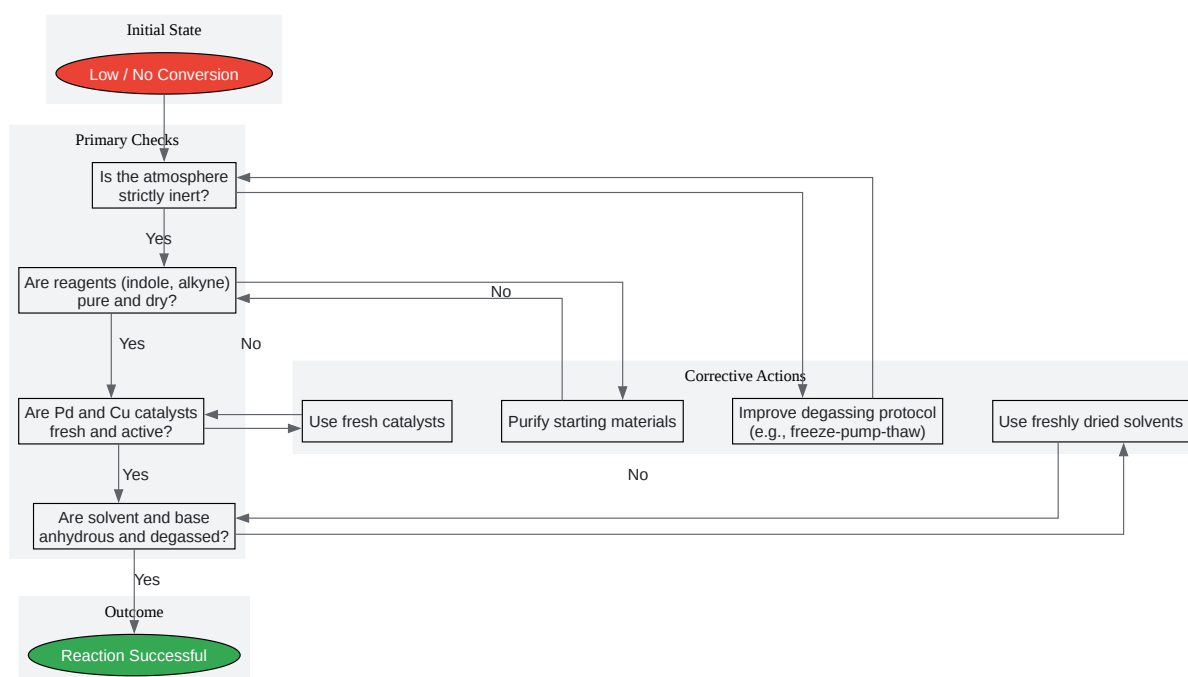 Initial State
Low / No Conversion
Primary Checks
Is the atmosphere
strictly inert?
Yes
Are reagents (indole, alkyne)
pure and dry?
No
Yes
No
Corrective Actions
Are Pd and Cu catalysts
fresh and active?
Use fresh catalysts
Purify starting materials
Improve degassing protocol
(e.g., freeze-pump-thaw)
Use freshly dried solvents
Yes
No
Are solvent and base
anhydrous and degassed?
Yes
Outcome
Reaction Successful